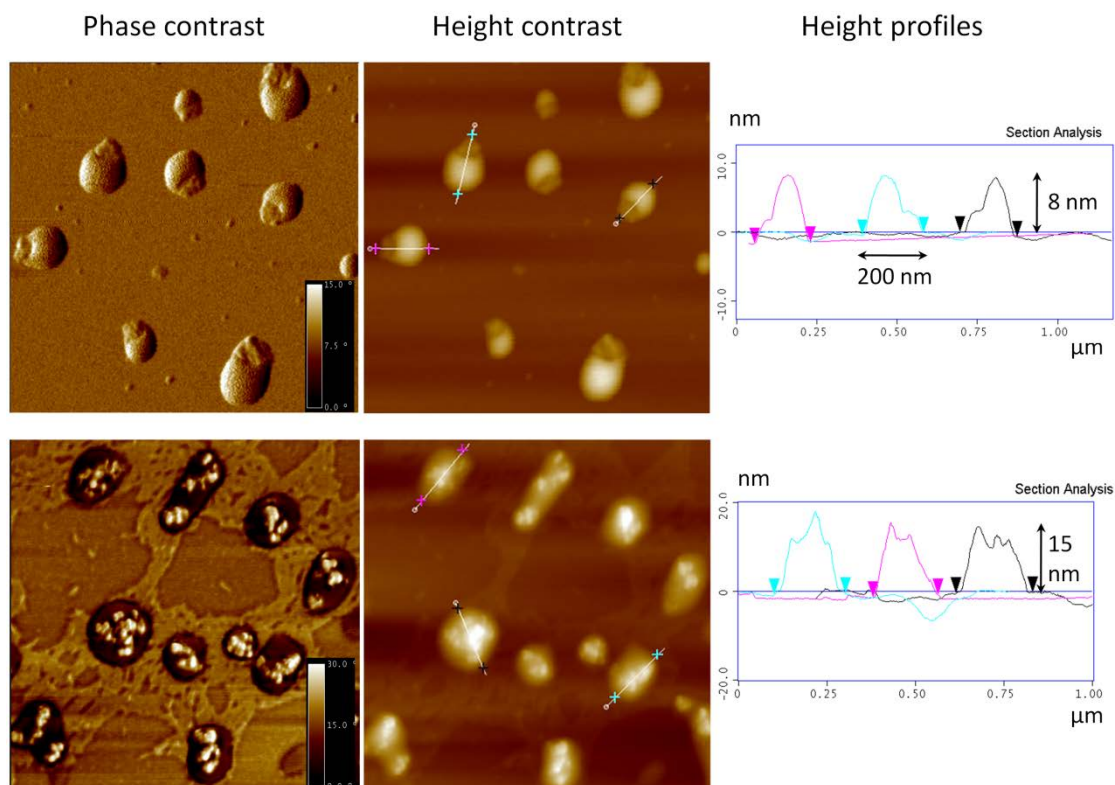 Phase contrast
Height contrast
Height profiles
15.0 °
7.5 °
0.0 °
nm
Section Analysis
10.0
0
-10.0
8 nm
200 nm
0
0.25
0.50
0.75
1.00
μm
30.0 °
15.0 °
nm
Section Analysis
20.0
0
-20.0
15
nm
0
0.25
0.50
0.75
1.00
μm